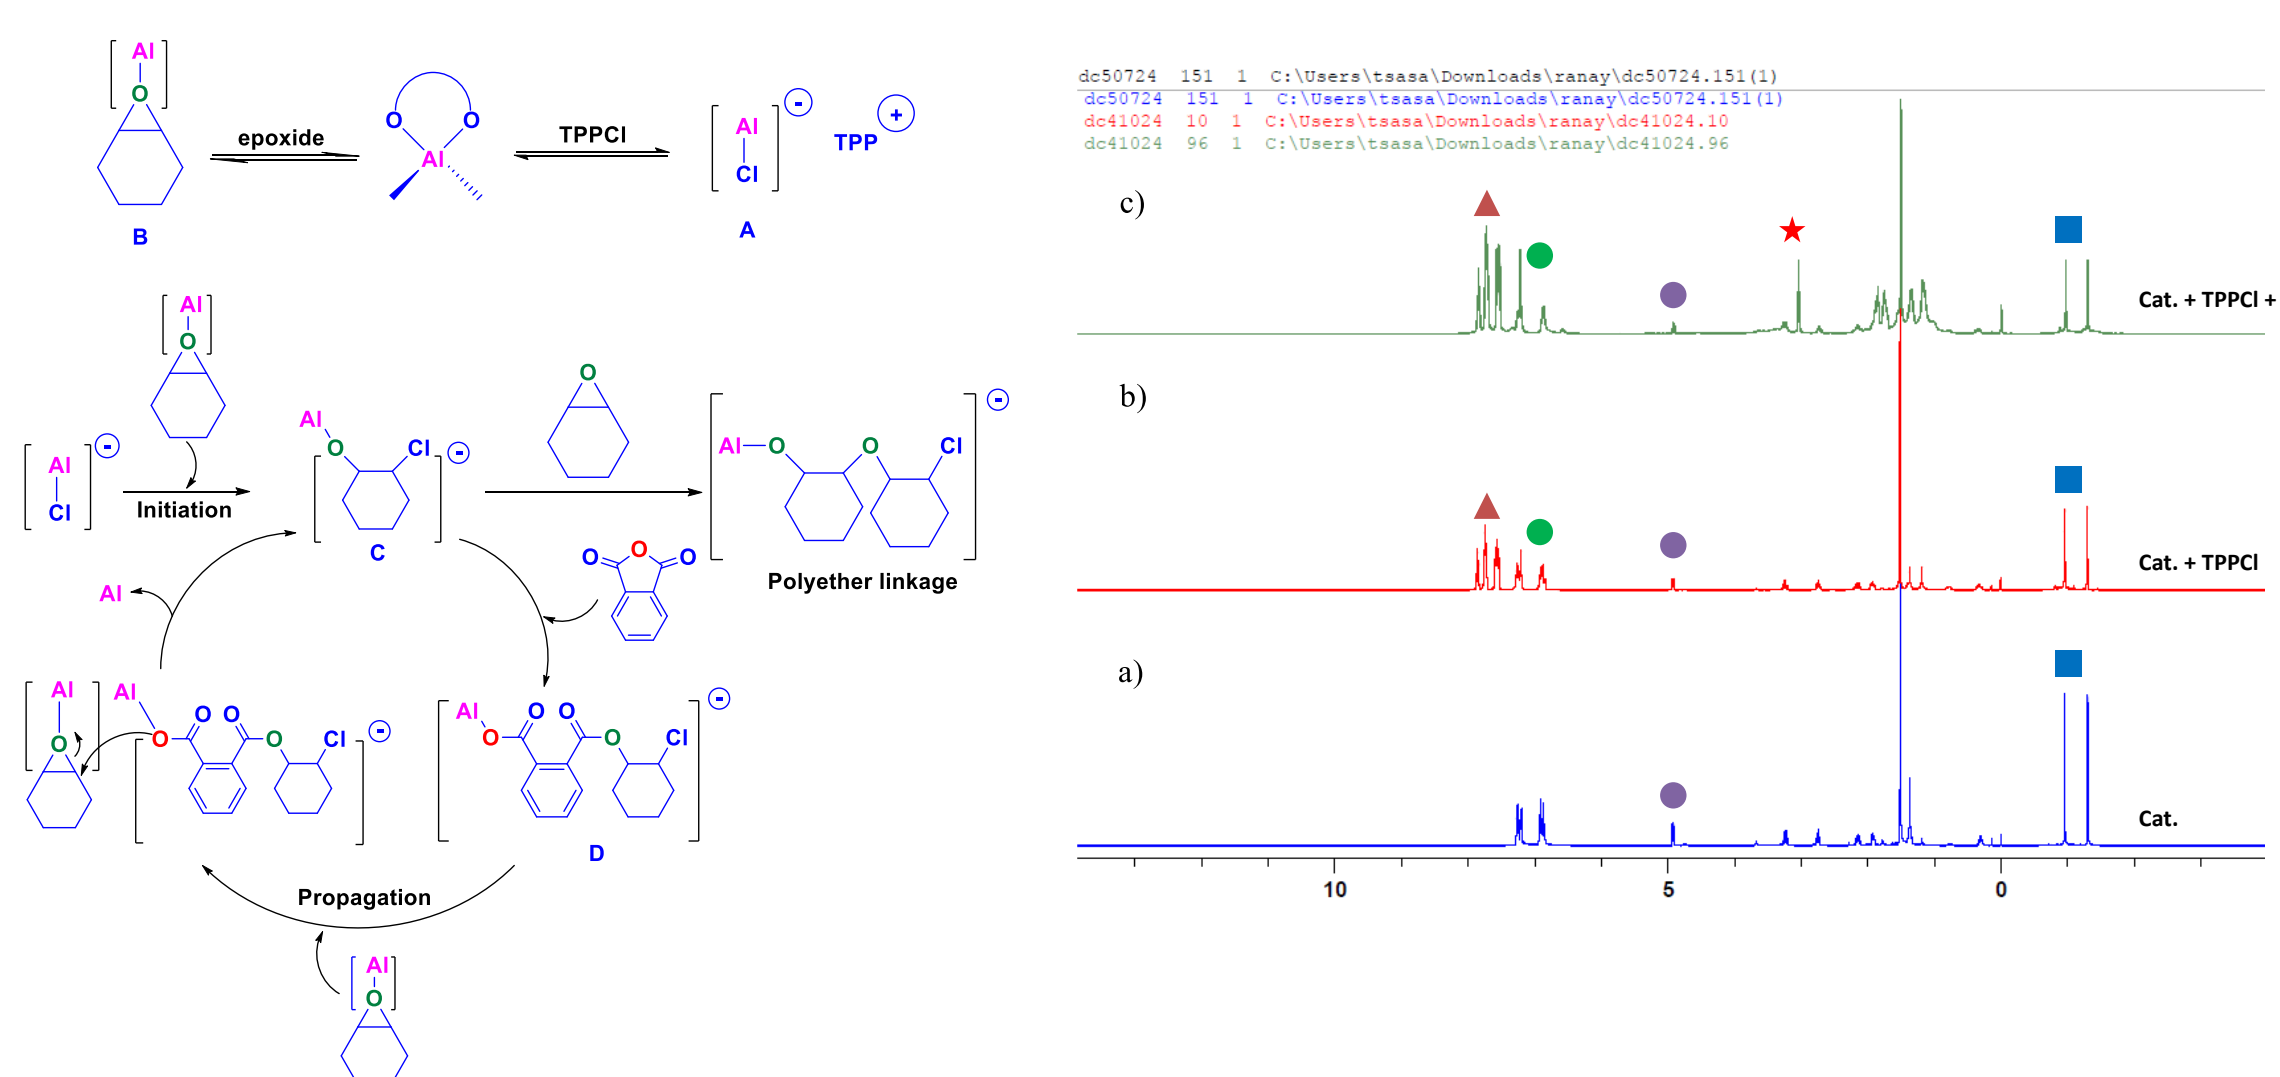 [Al]
O
B
epoxide
O O
Al
TPPCl
[Al
Cl]
-
TPP +
A
[Al]
O
[Al
Cl]
-
Initiation
Al
O Cl
-
C
O
Al O O Cl
-
Polyether linkage
O O O
Al
Al
O
Al
O O O O Cl
-
Al
O O O O Cl
-
D
Propagation
Al
O
dc50724 151 1 C:\Users\tsasa\Downloads\ranay\dc50724.151(1)
dc50724 151 1 C:\Users\tsasa\Downloads\ranay\dc50724.151(1)
dc41024 10 1 C:\Users\tsasa\Downloads\ranay\dc41024.10
dc41024 96 1 C:\Users\tsasa\Downloads\ranay\dc41024.96
c)
Cat. + TPPCl +
b)
Cat. + TPPCl
a)
Cat.
10 5 0